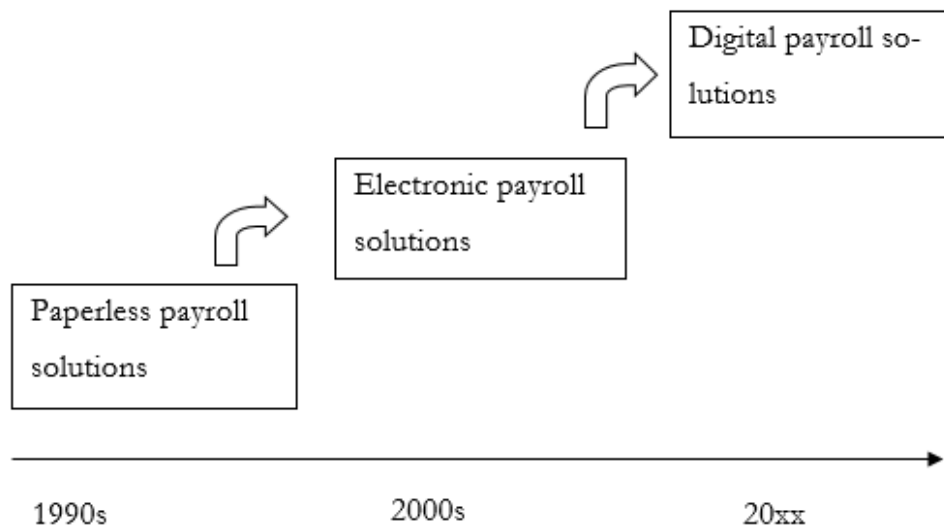 Digital payroll so-
lutions
Electronic payroll
solutions
Paperless payroll
solutions
1990s
2000s
20xx